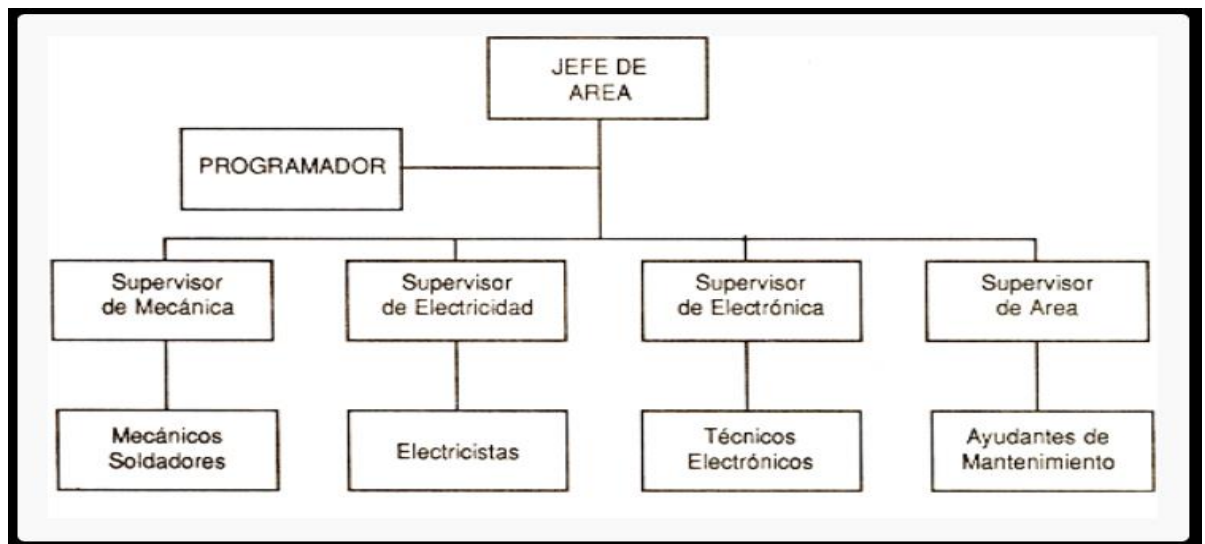 JEFE DE
AREA
PROGRAMADOR
Supervisor
de Mecánica
Supervisor
de Electricidad
Supervisor
de Electrónica
Supervisor
de Area
Mecánicos
Soldadores
Electricistas
Técnicos
Electrónicos
Ayudantes de
Mantenimiento